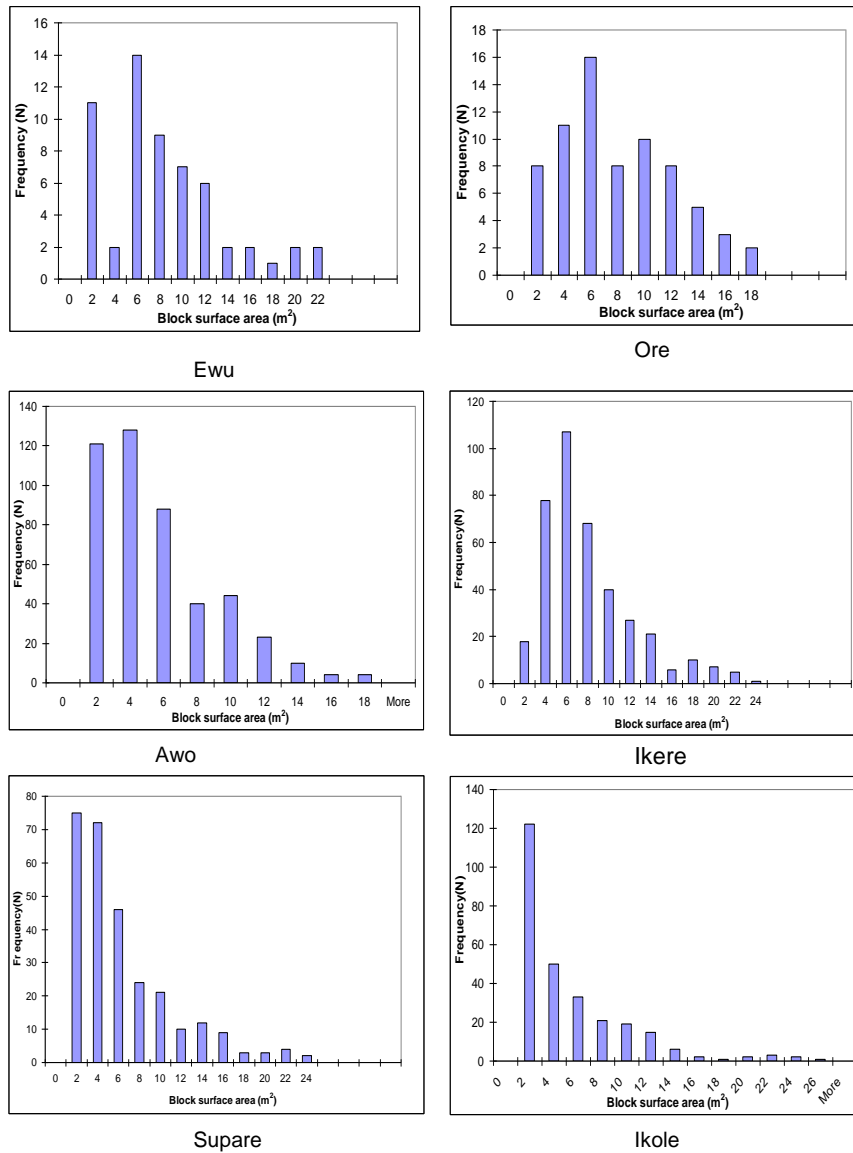 16
14
12
10
8
6
4
2
0
Frequency (N)
0 2 4 6 8 10 12 14 16 18 20 22
Block surface area (m²)
Ewu
18
16
14
12
10
8
6
4
2
0
Frequency (N)
0 2 4 6 8 10 12 14 16 18
Block surface area (m²)
Ore
140
120
100
80
60
40
20
0
Frequency (N)
0 2 4 6 8 10 12 14 16 18 More
Block surface area (m²)
Awo
120
100
80
60
40
20
0
Frequency(N)
0 2 4 6 8 10 12 14 16 18 20 22 24
Block surface area (m²)
Ikere
80
70
60
50
40
30
20
10
0
Fr equency(N)
0 2 4 6 8 10 12 14 16 18 20 22 24
Block surface area (m²)
Supare
140
120
100
80
60
40
20
0
Frequency(N)
0 2 4 6 8 10 12 14 16 18 20 22 24 26 More
Block surface area (m²)
Ikole